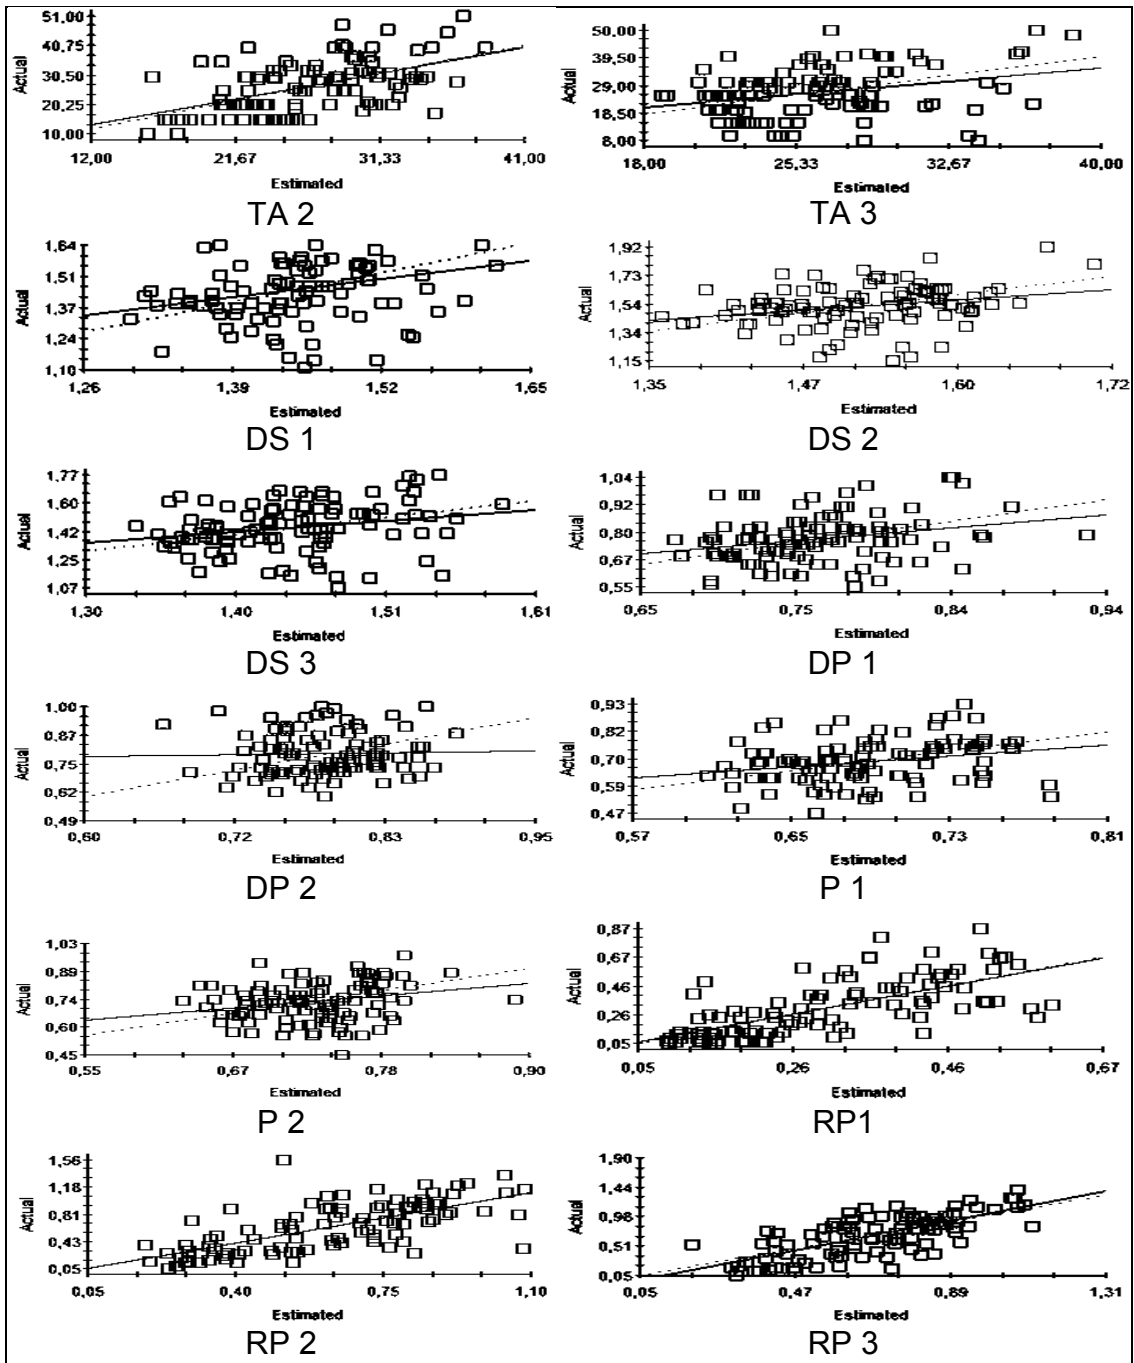 51,00
40,75
30,50
20,25
10,00
Actual
12,00 21,67 31,33 41,00
Estimated
TA 2
50,00
39,50
29,00
18,50
8,00
Actual
18,00 25,33 32,67 40,00
Estimated
TA 3
1,64
1,51
1,37
1,24
1,10
Actual
1,26 1,39 1,52 1,65
Estimated
DS 1
1,92
1,73
1,54
1,34
1,15
Actual
1,35 1,47 1,60 1,72
Estimated
DS 2
1,77
1,60
1,42
1,25
1,07
Actual
1,30 1,40 1,51 1,61
Estimated
DS 3
1,04
0,92
0,80
0,67
0,55
Actual
0,65 0,75 0,84 0,94
Estimated
DP 1
1,00
0,87
0,75
0,62
0,49
Actual
0,60 0,72 0,83 0,95
Estimated
DP 2
0,93
0,82
0,70
0,59
0,47
Actual
0,57 0,65 0,73 0,81
Estimated
P 1
1,03
0,89
0,74
0,60
0,45
Actual
0,55 0,67 0,78 0,90
Estimated
P 2
0,87
0,67
0,46
0,26
0,05
Actual
0,05 0,26 0,46 0,67
Estimated
RP1
1,56
1,18
0,81
0,43
0,05
Actual
0,05 0,40 0,75 1,10
Estimated
RP 2
1,90
1,44
0,98
0,51
0,05
Actual
0,05 0,47 0,89 1,31
Estimated
RP 3